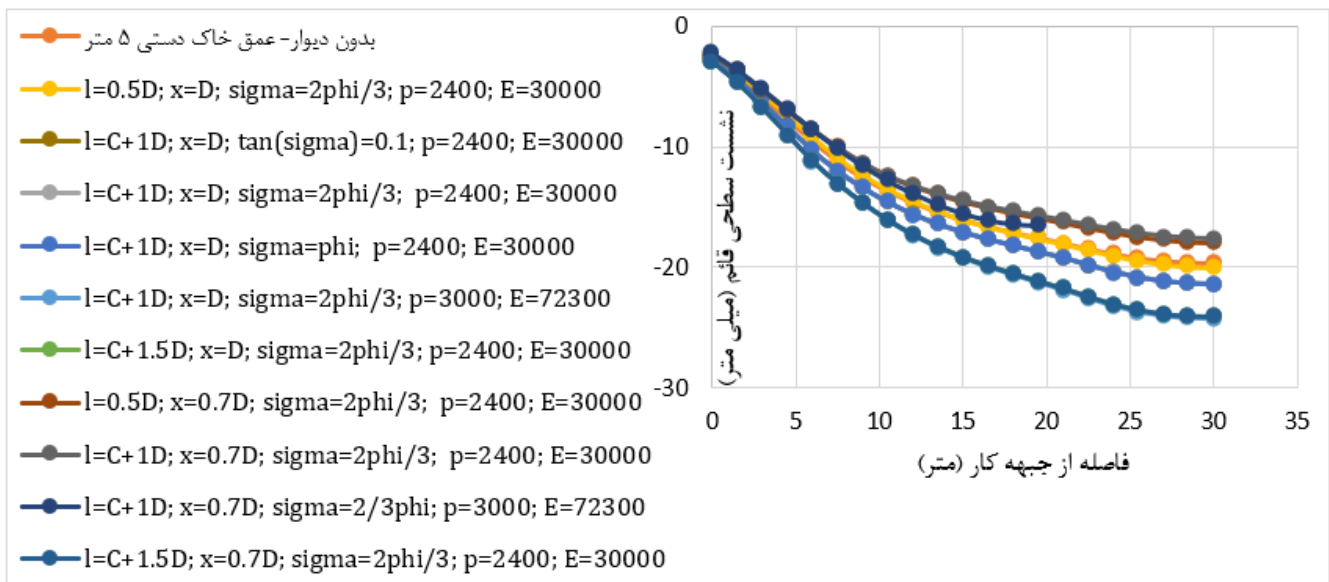 بدون دیوار- عمق خاک دستی ۵ متر
l=0.5D; x=D; sigma=2phi/3; p=2400; E=30000
l=C+1D; x=D; tan(sigma)=0.1; p=2400; E=30000
l=C+1D; x=D; sigma=2phi/3;  p=2400; E=30000
l=C+1D; x=D; sigma=phi;  p=2400; E=30000
l=C+1D; x=D; sigma=2phi/3; p=3000; E=72300
l=C+1.5D; x=D; sigma=2phi/3; p=2400; E=30000
l=0.5D; x=0.7D; sigma=2phi/3;  p=2400; E=30000
l=C+1D; x=0.7D; sigma=2phi/3;  p=2400; E=30000
l=C+1D; x=0.7D; sigma=2/3phi; p=3000; E=72300
l=C+1.5D; x=0.7D; sigma=2phi/3; p=2400; E=30000
نشست سطحی قائم (میلی متر)
0
-10
-20
-30
0 5 10 15 20 25 30 35
فاصله از جبهه کار (متر)